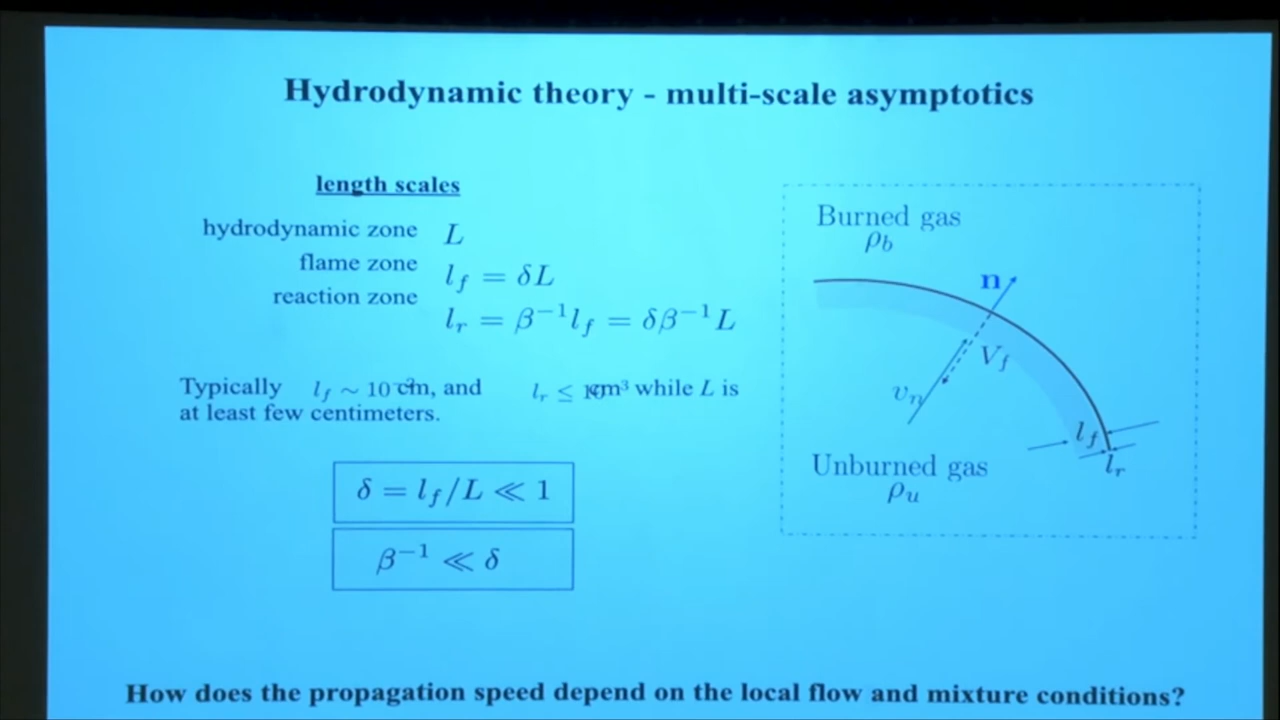 Hydrodynamic theory - multi-scale asymptotics
length scales
hydrodynamic zone L
flame zone l_f = δL
reaction zone l_r = β⁻¹l_f = δβ⁻¹L
Typically l_f ∼ 10⁻² cm, and l_r ≤ cm while L is
at least few centimeters.
δ = l_f/L ≪ 1
β⁻¹ ≪ δ
Burned gas
ρ_b
n
V_f
v_n
l_f
l_r
Unburned gas
ρ_u
How does the propagation speed depend on the local flow and mixture conditions?